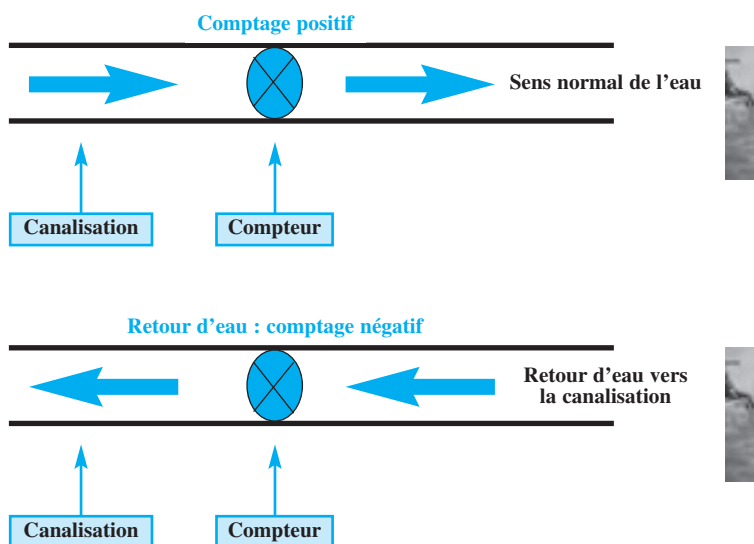 Comptage positif
Sens normal de l'eau
Canalisation
Compteur
Retour d'eau : comptage négatif
Retour d'eau vers
la canalisation
Canalisation
Compteur